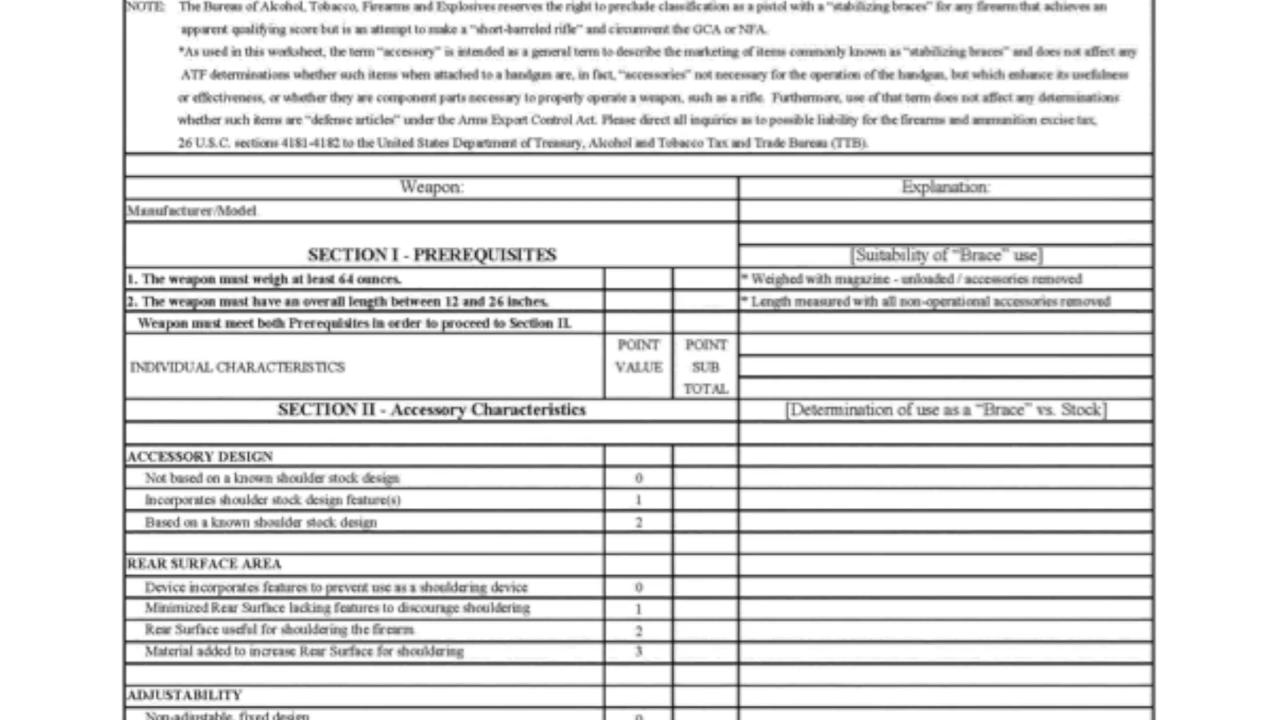 NOTE: The Bureau of Alcohol, Tobacco, Firearms and Explosives reserves the right to preclude classification as a pistol with a “stabilizing braces” for any firearm that achieves an
apparent qualifying score but is an attempt to make a “short-barreled rifle” and circumvent the GCA or NFA.
*As used in this worksheet, the term “accessory” is intended as a general term to describe the marketing of items commonly known as “stabilizing braces” and does not affect any
ATF determinations whether such items when attached to a handgun are, in fact, “accessories” not necessary for the operation of the handgun, but which enhance its usefulness
or effectiveness, or whether they are component parts necessary to properly operate a weapon, such as a rifle. Furthermore, use of that term does not affect any determinations
whether such items are “defense articles” under the Arms Export Control Act. Please direct all inquiries as to possible liability for the firearms and ammunition excise tax,
26 U.S.C. sections 4181-4182 to the United States Department of Treasury, Alcohol and Tobacco Tax and Trade Bureau (TTB).
Weapon: Explanation:
Manufacturer/Model
SECTION I - PREREQUISITES [Suitability of “Brace” use]
1. The weapon must weigh at least 64 ounces. * Weighed with magazine - unloaded / accessories removed
2. The weapon must have an overall length between 12 and 26 inches. * Length measured with all non-operational accessories removed
Weapon must meet both Prerequisites in order to proceed to Section II.
INDIVIDUAL CHARACTERISTICS
POINT
VALUE
POINT
SUB
TOTAL
SECTION II - Accessory Characteristics [Determination of use as a “Brace” vs. Stock]
ACCESSORY DESIGN
Not based on a known shoulder stock design 0
Incorporates shoulder stock design feature(s) 1
Based on a known shoulder stock design 2
REAR SURFACE AREA
Device incorporates features to prevent use as a shouldering device 0
Minimized Rear Surface lacking features to discourage shouldering 1
Rear Surface useful for shouldering the firearm 2
Material added to increase Rear Surface for shouldering 3
ADJUSTABILITY
Non-adjustable, fixed design 0